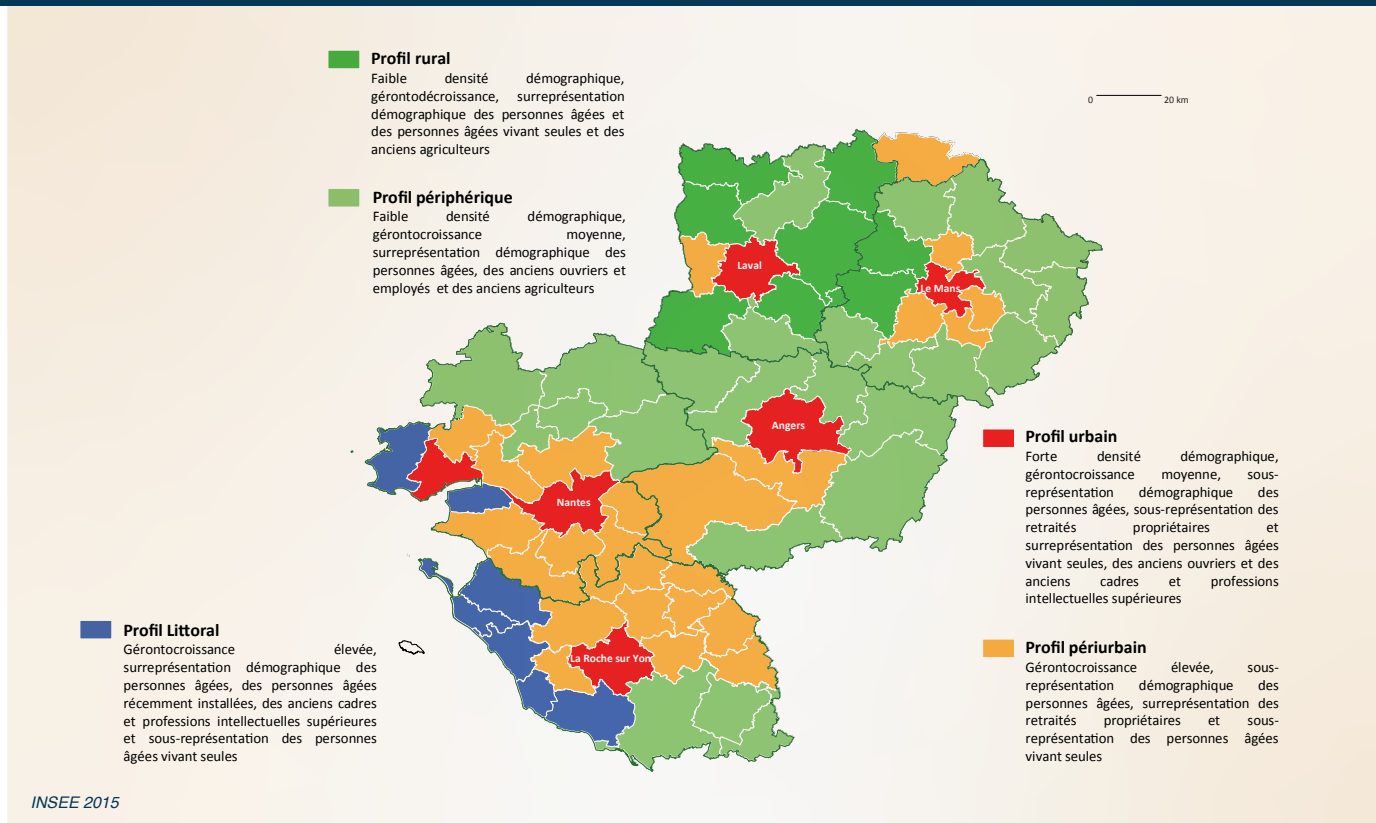 Profil rural
Faible densité démographique,
gérontodécroissance, surreprésentation
démographique des personnes âgées et
des personnes âgées vivant seules et des
anciens agriculteurs
0 20 km
Profil périphérique
Faible densité démographique,
gérontocroissance moyenne,
surreprésentation démographique des
personnes âgées, des anciens ouvriers et
employés et des anciens agriculteurs
Laval
Le Mans
Angers
Nantes
La Roche sur Yon
Profil urbain
Forte densité démographique,
gérontocroissance moyenne, sous-
représentation démographique des
personnes âgées, sous-représentation des
retraités propriétaires et
surreprésentation des personnes âgées
vivant seules, des anciens ouvriers et des
anciens cadres et professions
intellectuelles supérieures
Profil Littoral
Gérontocroissance élevée,
surreprésentation démographique des
personnes âgées, des personnes âgées
récemment installées, des anciens cadres
et professions intellectuelles supérieures
et sous-représentation des personnes
âgées vivant seules
Profil périurbain
Gérontocroissance élevée, sous-
représentation démographique des
personnes âgées, surreprésentation des
retraités propriétaires et sous-
représentation des personnes âgées
vivant seules
INSEE 2015